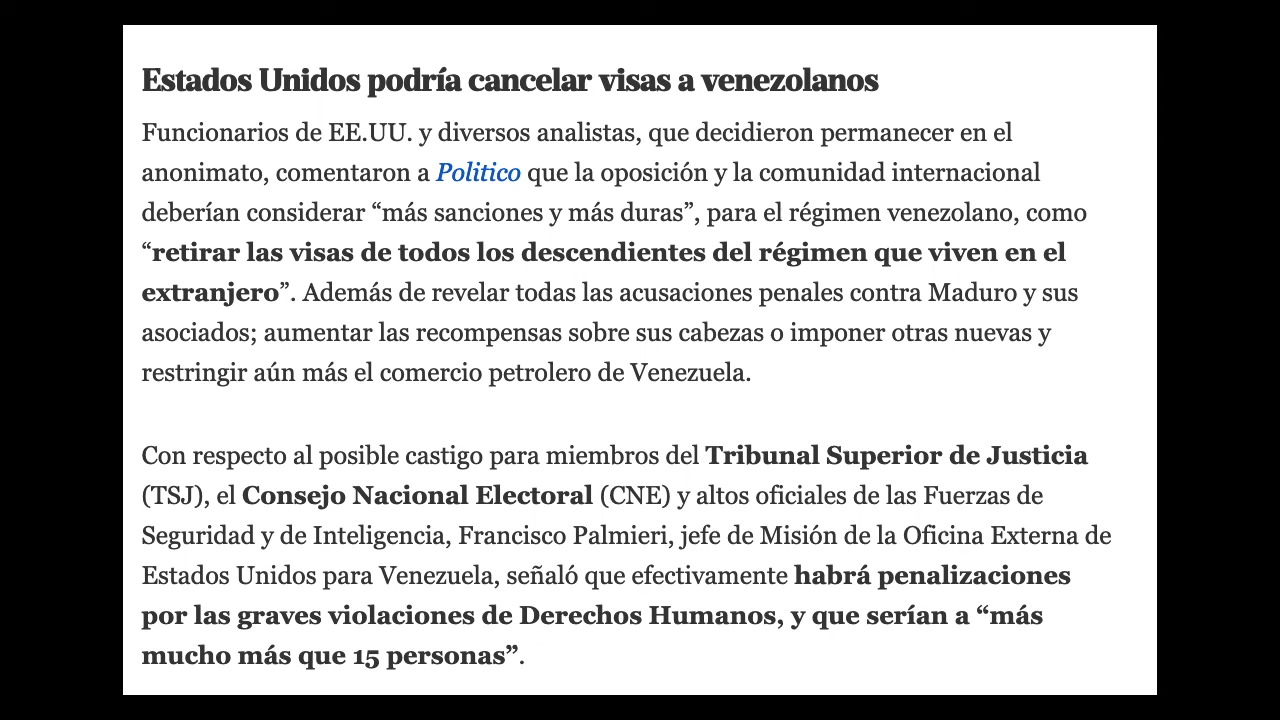 Estados Unidos podría cancelar visas a venezolanos
Funcionarios de EE.UU. y diversos analistas, que decidieron permanecer en el
anonimato, comentaron a Politico que la oposición y la comunidad internacional
deberían considerar “más sanciones y más duras”, para el régimen venezolano, como
“retirar las visas de todos los descendientes del régimen que viven en el
extranjero”. Además de revelar todas las acusaciones penales contra Maduro y sus
asociados; aumentar las recompensas sobre sus cabezas o imponer otras nuevas y
restringir aún más el comercio petrolero de Venezuela.
Con respecto al posible castigo para miembros del Tribunal Superior de Justicia
(TSJ), el Consejo Nacional Electoral (CNE) y altos oficiales de las Fuerzas de
Seguridad y de Inteligencia, Francisco Palmieri, jefe de Misión de la Oficina Externa de
Estados Unidos para Venezuela, señaló que efectivamente habrá penalizaciones
por las graves violaciones de Derechos Humanos, y que serían a “más
mucho más que 15 personas”.